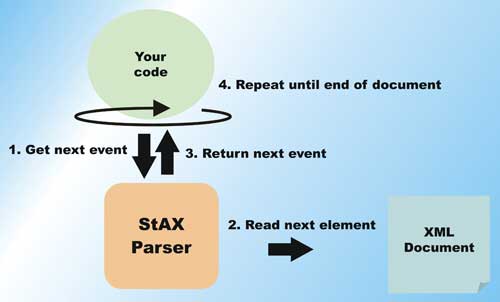 Your
code
4. Repeat until end of document
1. Get next event
3. Return next event
StAX
Parser
2. Read next element
XML
Document